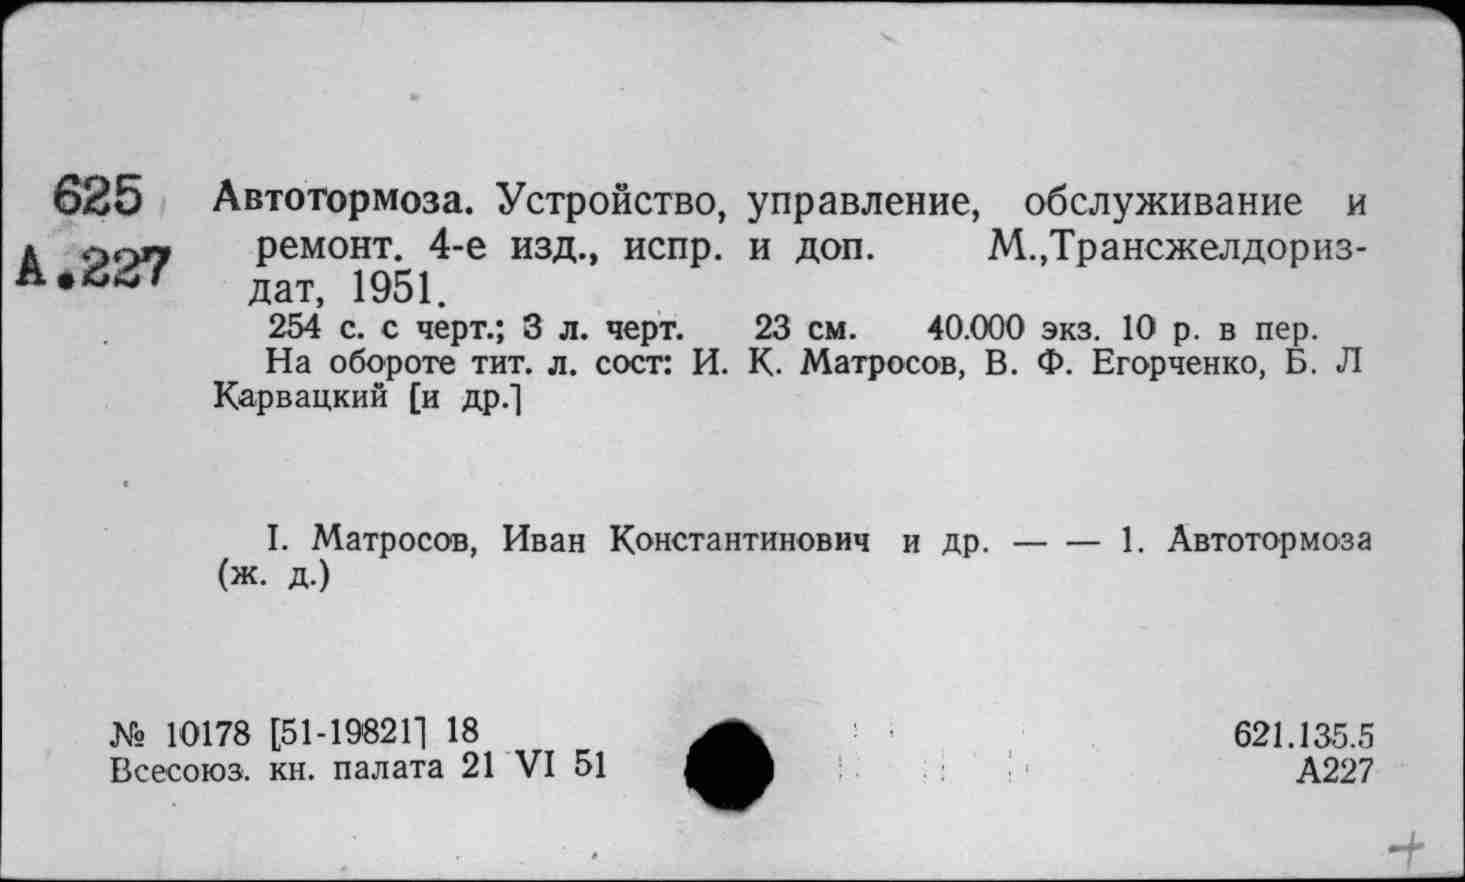 625 Автотормоза. Устройство, управление, обслуживание и
А.227 ремонт. 4-е изд., испр. и доп. М.,Трансжелдориз-
дат, 1951.
254 с. с черт.; 3 л. черт. 23 см. 40.000 экз. 10 р. в пер.
На обороте тит. л. сост: И. К. Матросов, В. Ф. Егорченко, Б. Л
Карвацкий [и др.]
I. Матросов, Иван Константинович и др. — — 1. Автотормоза
(ж. д.)
№ 10178 [51-19821] 18 621.135.5
Всесоюз. кн. палата 21 VI 51 А227